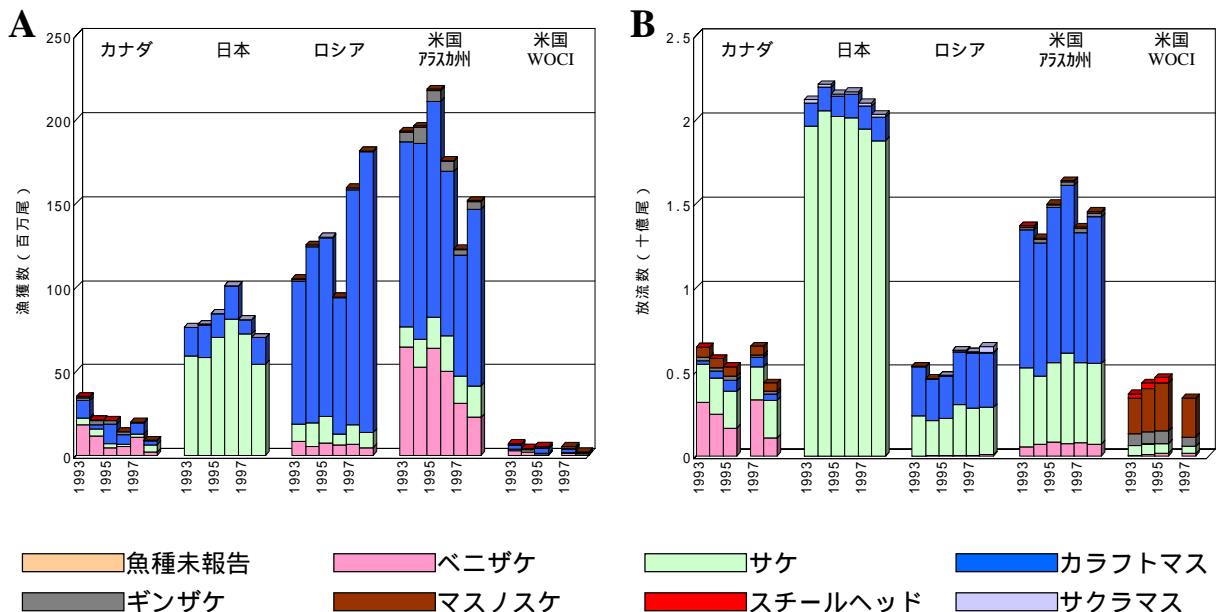 A
カナダ
日本
ロシア
米国
アラスカ州
米国
WOCI
漁獲数(百万尾)
250
200
150
100
50
0
1993
1995
1997
1993
1995
1997
1993
1995
1997
1993
1995
1997
1993
1995
1997
B
カナダ
日本
ロシア
米国
アラスカ州
米国
WOCI
放流数(十億尾)
2.5
2
1.5
1
0.5
0
1993
1995
1997
1993
1995
1997
1993
1995
1997
1993
1995
1997
1993
1995
1997
魚種未報告
ベニザケ
サケ
カラフトマス
ギンザケ
マスノスケ
スチールヘッド
サクラマス